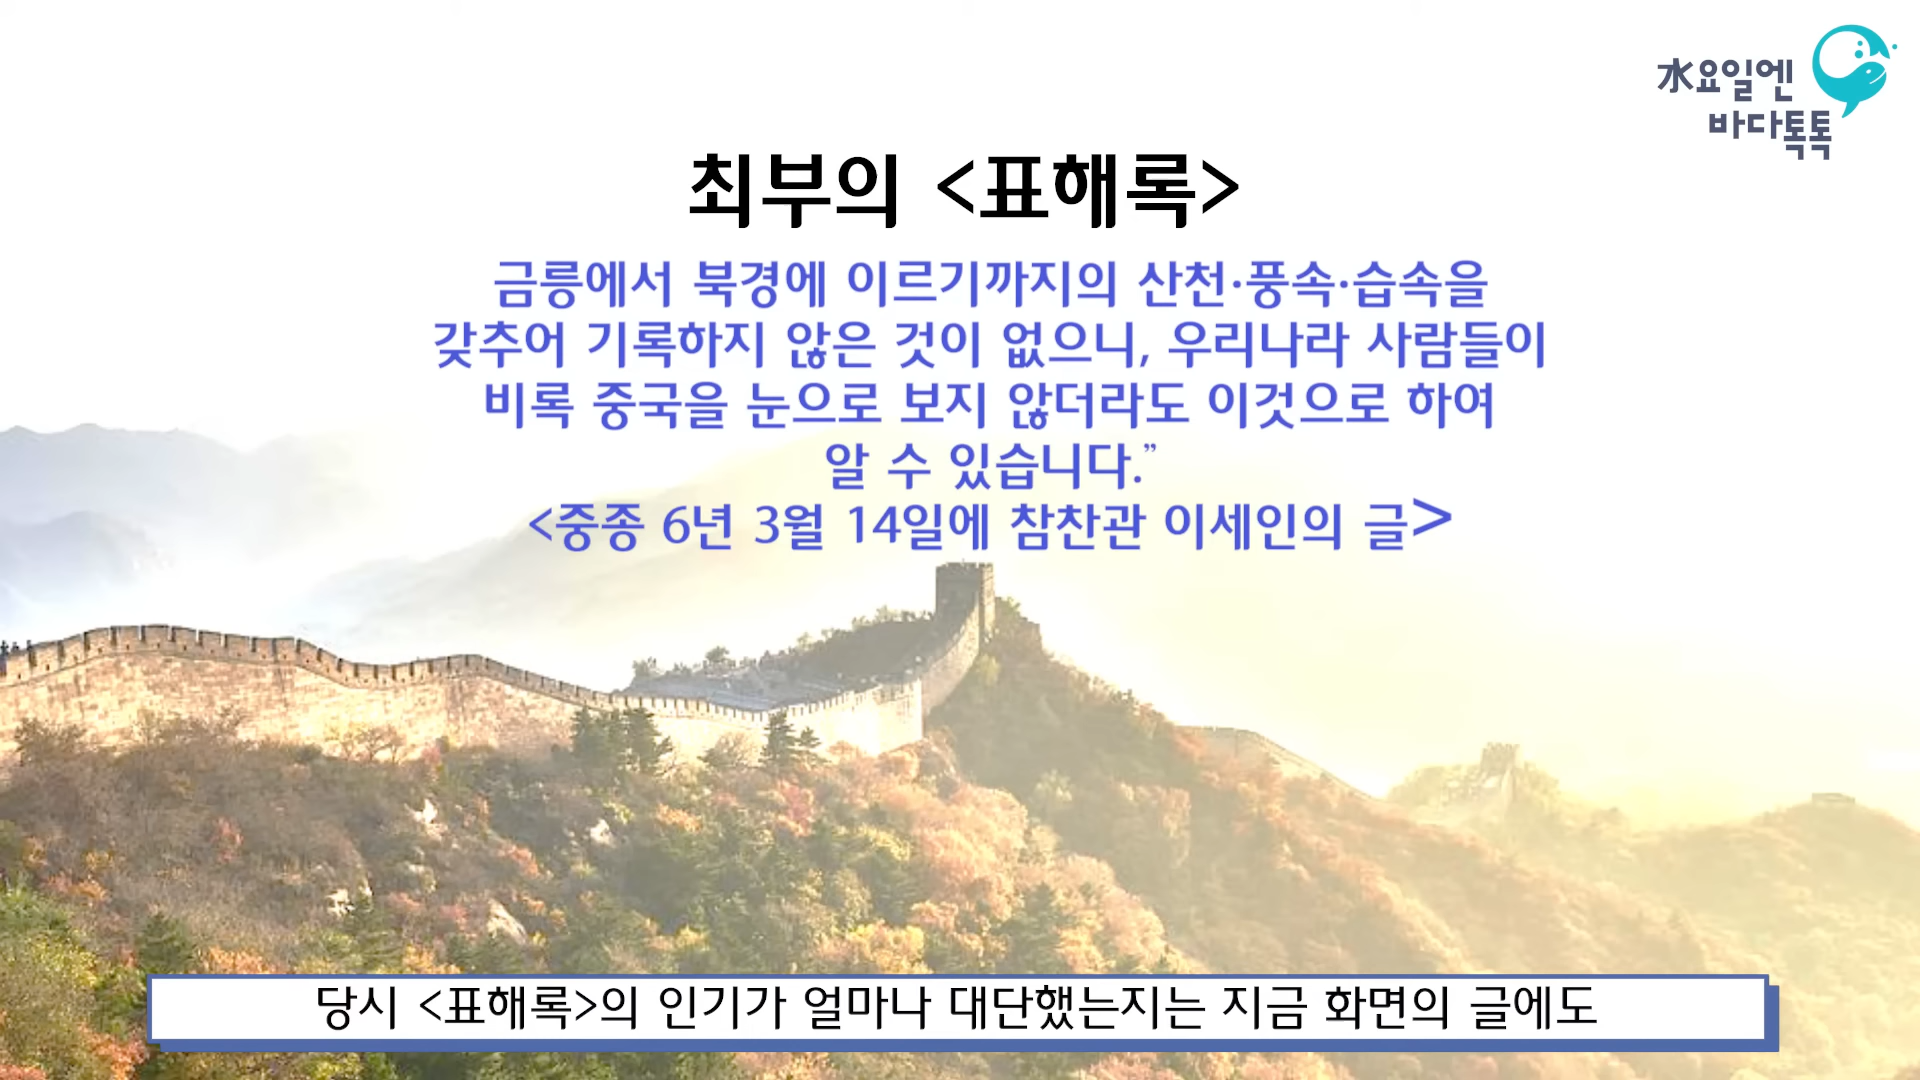 水요일엔
바다톡톡
최부의 <표해록>
금릉에서 북경에 이르기까지의 산천·풍속·습속을
갖추어 기록하지 않은 것이 없으니, 우리나라 사람들이
비록 중국을 눈으로 보지 않더라도 이것으로 하여
알 수 있습니다.”
<중종 6년 3월 14일에 참찬관 이세인의 글>
당시 <표해록>의 인기가 얼마나 대단했는지는 지금 화면의 글에도